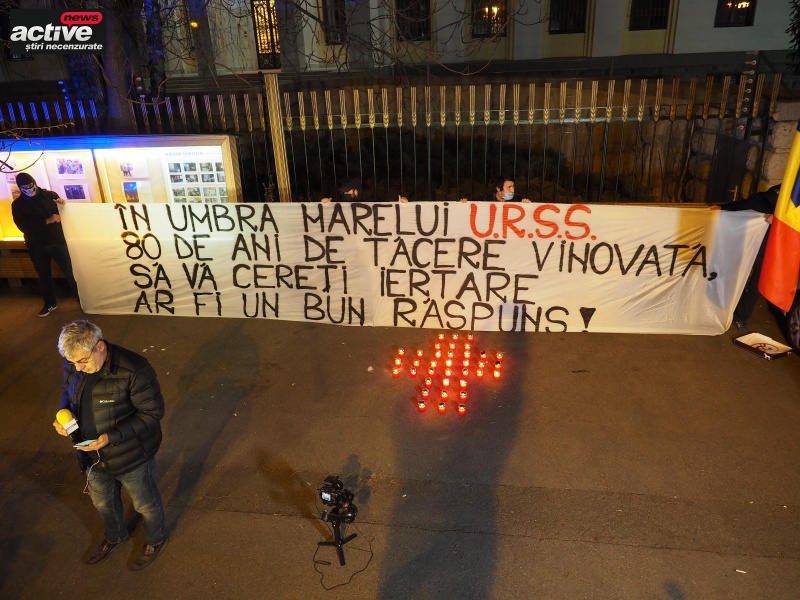 news
active
știri necenzurate
ÎN UMBRA MARELUI U.R.S.S.
80 DE ANI DE TĂCERE VINOVATĂ,
SĂ VĂ CEREȚI IERTARE
AR FI UN BUN RĂSPUNS!